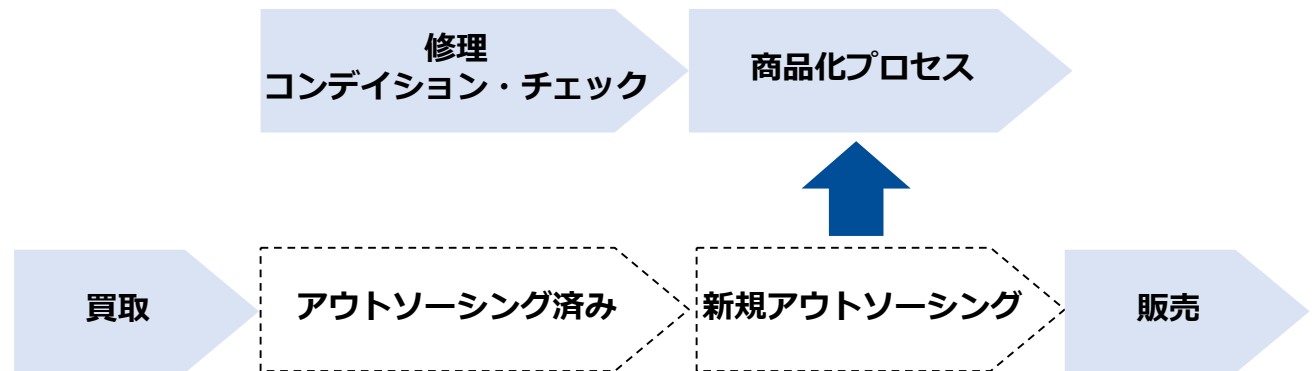 修理
コンデイション・チェック
商品化プロセス
買取
アウトソーシング済み
新規アウトソーシング
販売